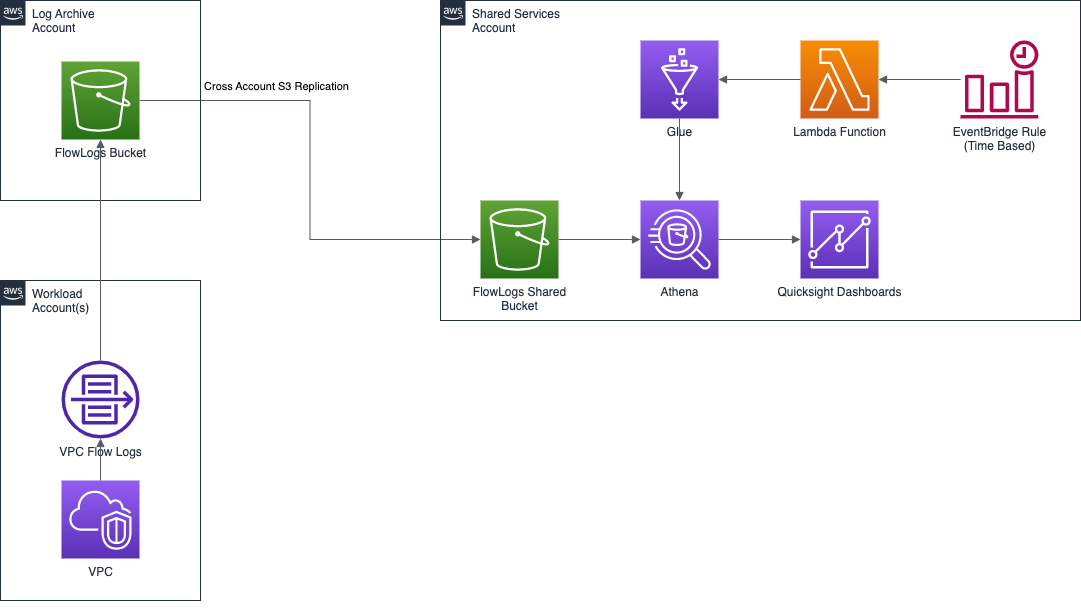 aws
Log Archive
Account
FlowLogs Bucket
Cross Account S3 Replication
aws
Shared Services
Account
Glue
Lambda Function
EventBridge Rule
(Time Based)
FlowLogs Shared
Bucket
Athena
Quicksight Dashboards
aws
Workload
Account(s)
VPC Flow Logs
VPC